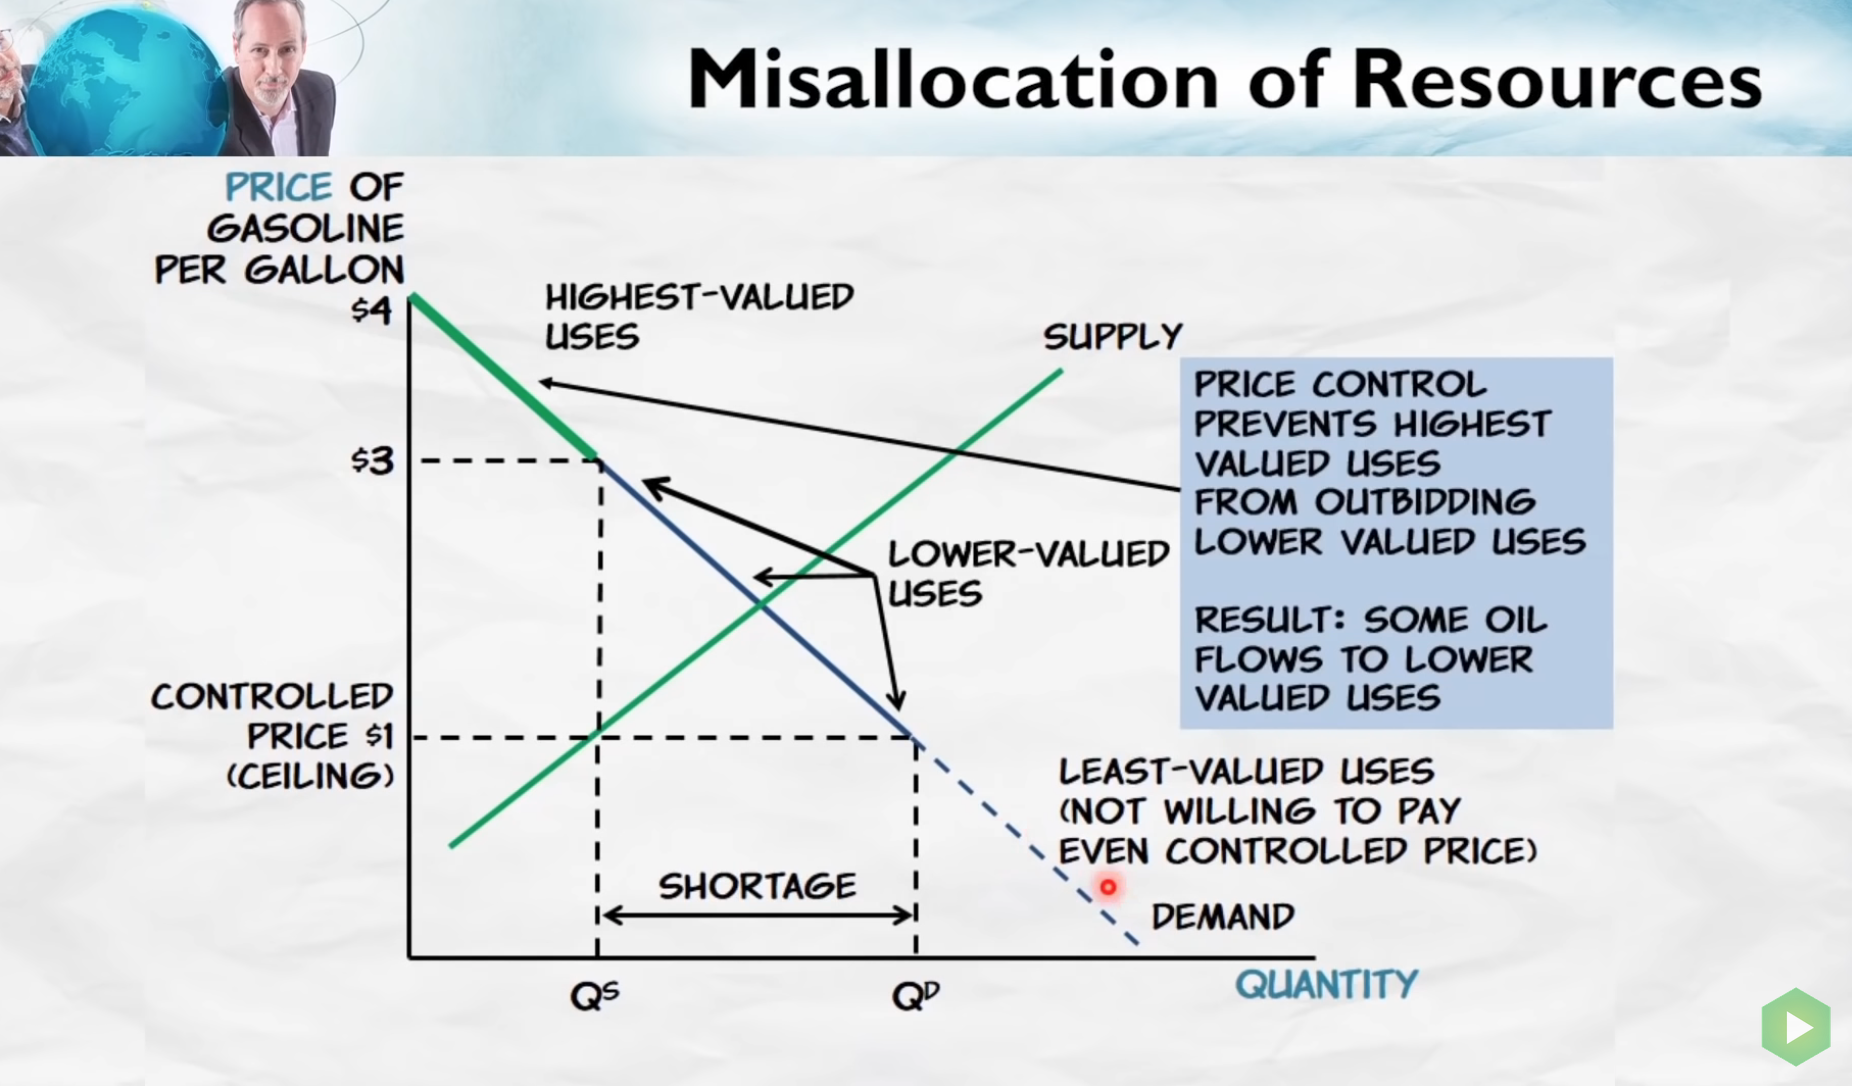 Misallocation of Resources
PRICE OF
GASOLINE
PER GALLON
$4
HIGHEST-VALUED
USES
SUPPLY
PRICE CONTROL
PREVENTS HIGHEST
VALUED USES
FROM OUTBIDDING
LOWER VALUED USES
RESULT: SOME OIL
FLOWS TO LOWER
VALUED USES
$3
LOWER-VALUED
USES
CONTROLLED
PRICE $1
(CEILING)
LEAST-VALUED USES
(NOT WILLING TO PAY
EVEN CONTROLLED PRICE)
SHORTAGE
DEMAND
QS
QD
QUANTITY